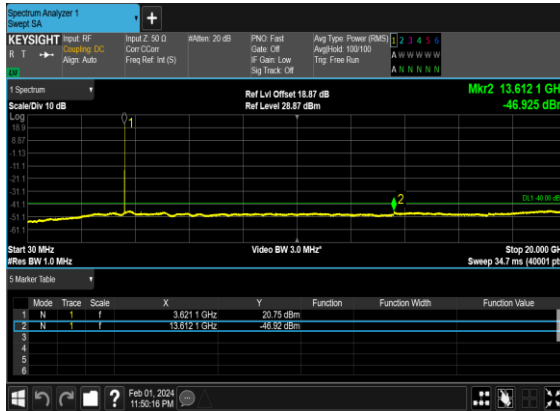 Spectrum Analyzer 1
Swept SA
+
KEYSIGHT Input: RF Input Z: 50 Ω #Atten: 20 dB PNO: Fast Avg Type: Power (RMS) 1 2 3 4 5 6
R T Coupling: DC Corr CCorr Gate: Off Avg|Hold: 100/100 A W W W W W
Align: Auto Freq Ref: Int (S) IF Gain: Low Trig: Free Run
Sig Track: Off A N N N N N
1 Spectrum
Scale/Div 10 dB
Ref Lvl Offset 18.87 dB
Ref Level 28.87 dBm
Mkr2 13.612 1 GHz
-46.925 dBm
Log
18.9
8.87
-1.13
-11.1
-21.1
-31.1
-41.1
-51.1
-61.1
1
2
DL1 -40.00 dBm
Start 30 MHz Video BW 3.0 MHz* Stop 20.000 GHz
#Res BW 1.0 MHz Sweep 34.7 ms (40001 pts)
5 Marker Table
Mode Trace Scale X Y Function Function Width Function Value
1 N 1 f 3.621 1 GHz 20.75 dBm
2 N 1 f 13.612 1 GHz -46.92 dBm
3
4
5
6
?
Feb 01, 2024
11:50:16 PM